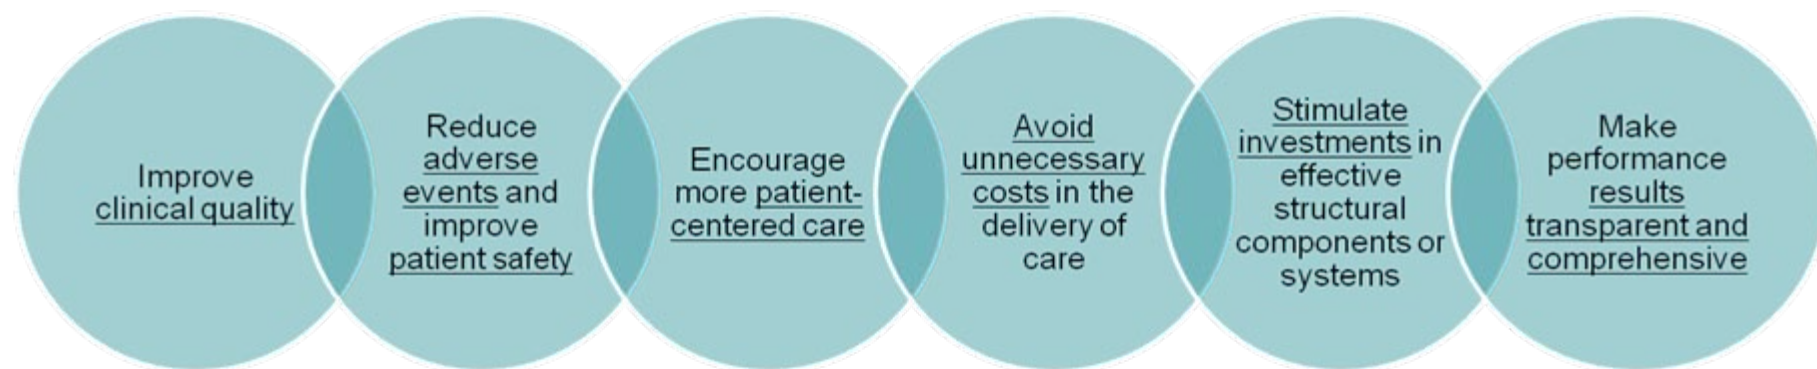 Improve
clinical quality
Reduce
adverse
events and
improve
patient safety
Encourage
more patient-
centered care
Avoid
unnecessary
costs in the
delivery of
care
Stimulate
investments in
effective
structural
components or
systems
Make
performance
results
transparent and
comprehensive